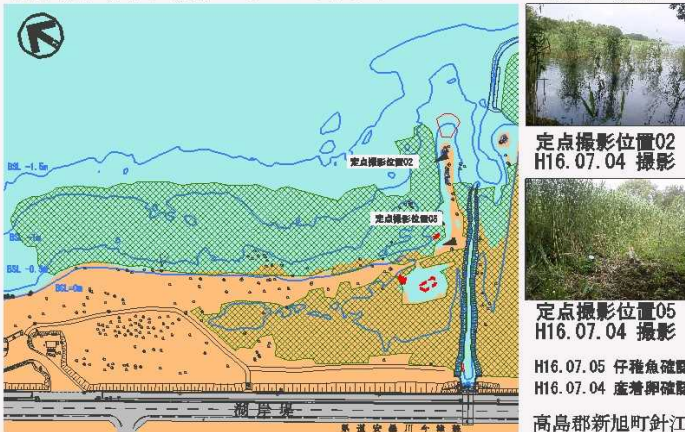 定点撮影位置02
定点撮影位置05
BSL -1.5m
BSL -1m
BSL=0m
湖岸堤
定点撮影位置02
H16.07.04 撮影
定点撮影位置05
H16.07.04 撮影
H16.07.05 仔稚魚確認
H16.07.04 産着卵確認
高島郡新旭町針江